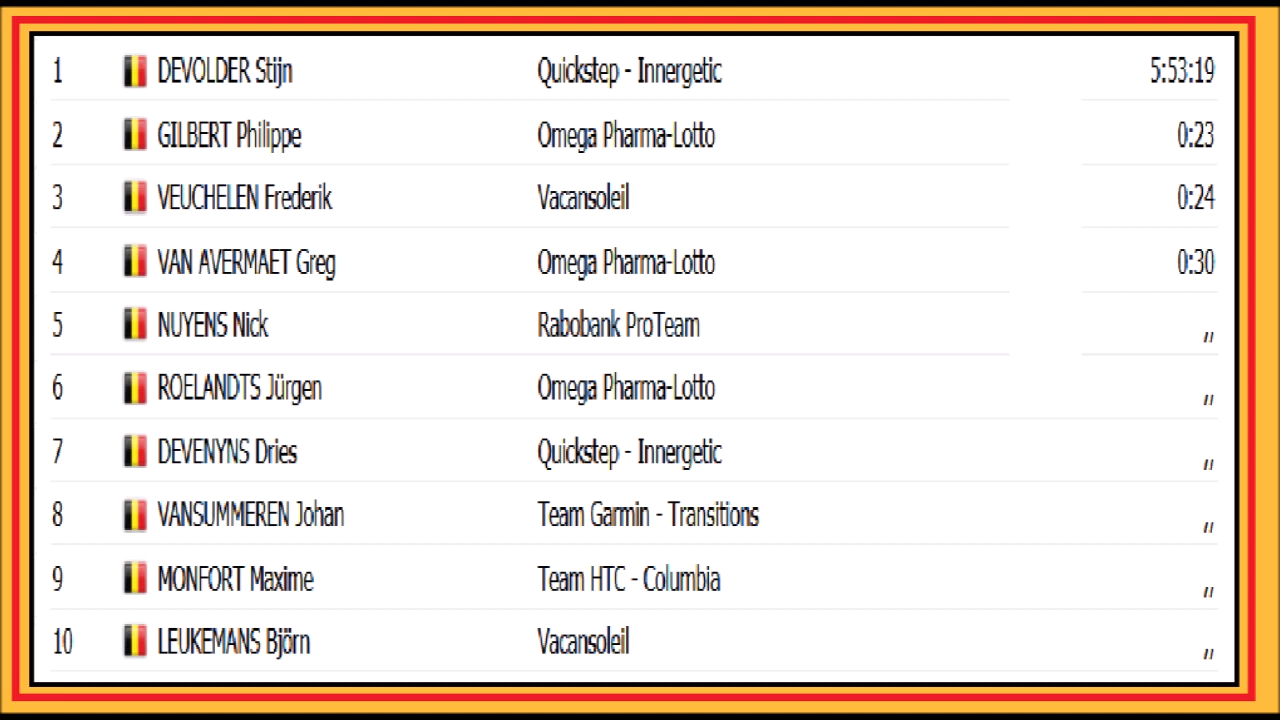 1 DEVOLDER Stijn Quickstep - Innergetic 5:53:19
2 GILBERT Philippe Omega Pharma-Lotto 0:23
3 VEUCHELEN Frederik Vacansoleil 0:24
4 VAN AVERMAET Greg Omega Pharma-Lotto 0:30
5 NUYENS Nick Rabobank ProTeam ,,
6 ROELANDTS Jürgen Omega Pharma-Lotto ,,
7 DEVENYNS Dries Quickstep - Innergetic ,,
8 VANSUMMEREN Johan Team Garmin - Transitions ,,
9 MONFORT Maxime Team HTC - Columbia ,,
10 LEUKEMANS Björn Vacansoleil ,,